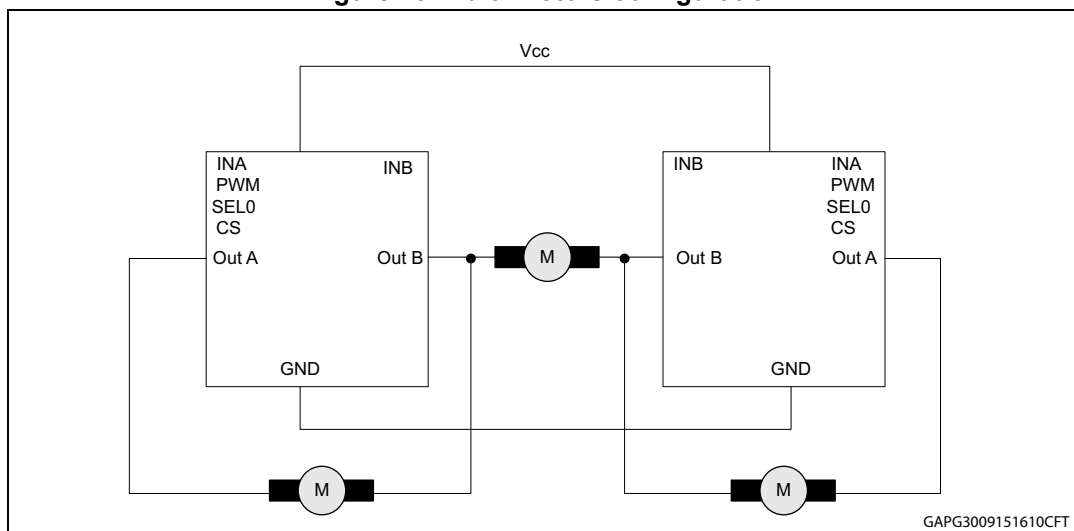 Vcc
INA
PWM
SEL0
CS
INB
Out A
Out B
GND
M
INB
INA
PWM
SEL0
CS
Out B
Out A
GND
M
M
GAPG3009151610CFT